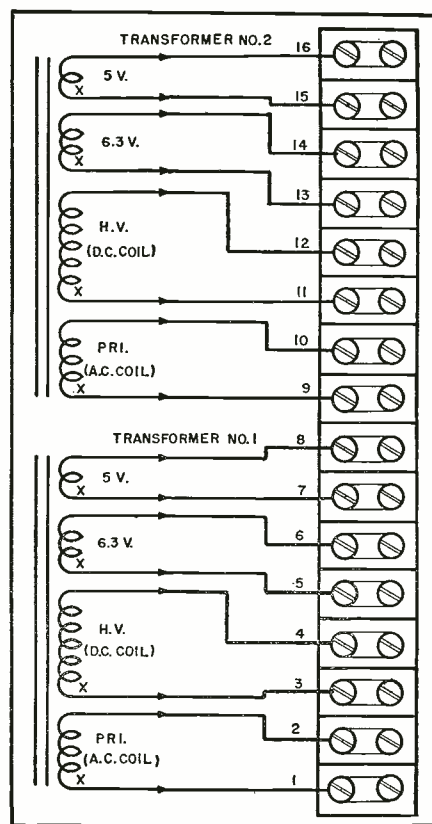 TRANSFORMER NO.2
16
5 V.
X
15
6.3 V.
14
X
13
H.V.
(D.C. COIL)
12
X
11
PRI.
(A.C. COIL)
10
X
9
TRANSFORMER NO.1
8
5 V.
X
7
6.3 V.
6
X
5
H.V.
(D.C. COIL)
4
X
3
PRI.
(A.C. COIL)
2
X
1